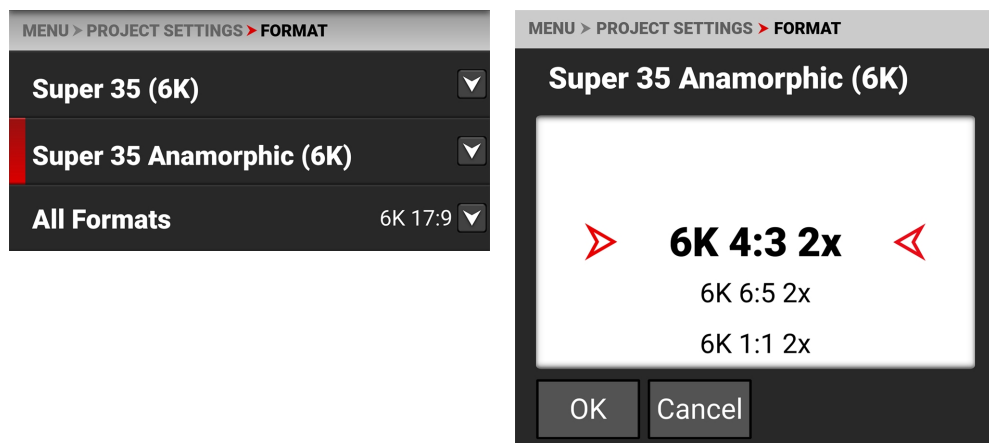 MENU > PROJECT SETTINGS > FORMAT
Super 35 (6K)
Super 35 Anamorphic (6K)
All Formats 6K 17:9
MENU > PROJECT SETTINGS > FORMAT
Super 35 Anamorphic (6K)
6K 4:3 2x
6K 6:5 2x
6K 1:1 2x
OK Cancel